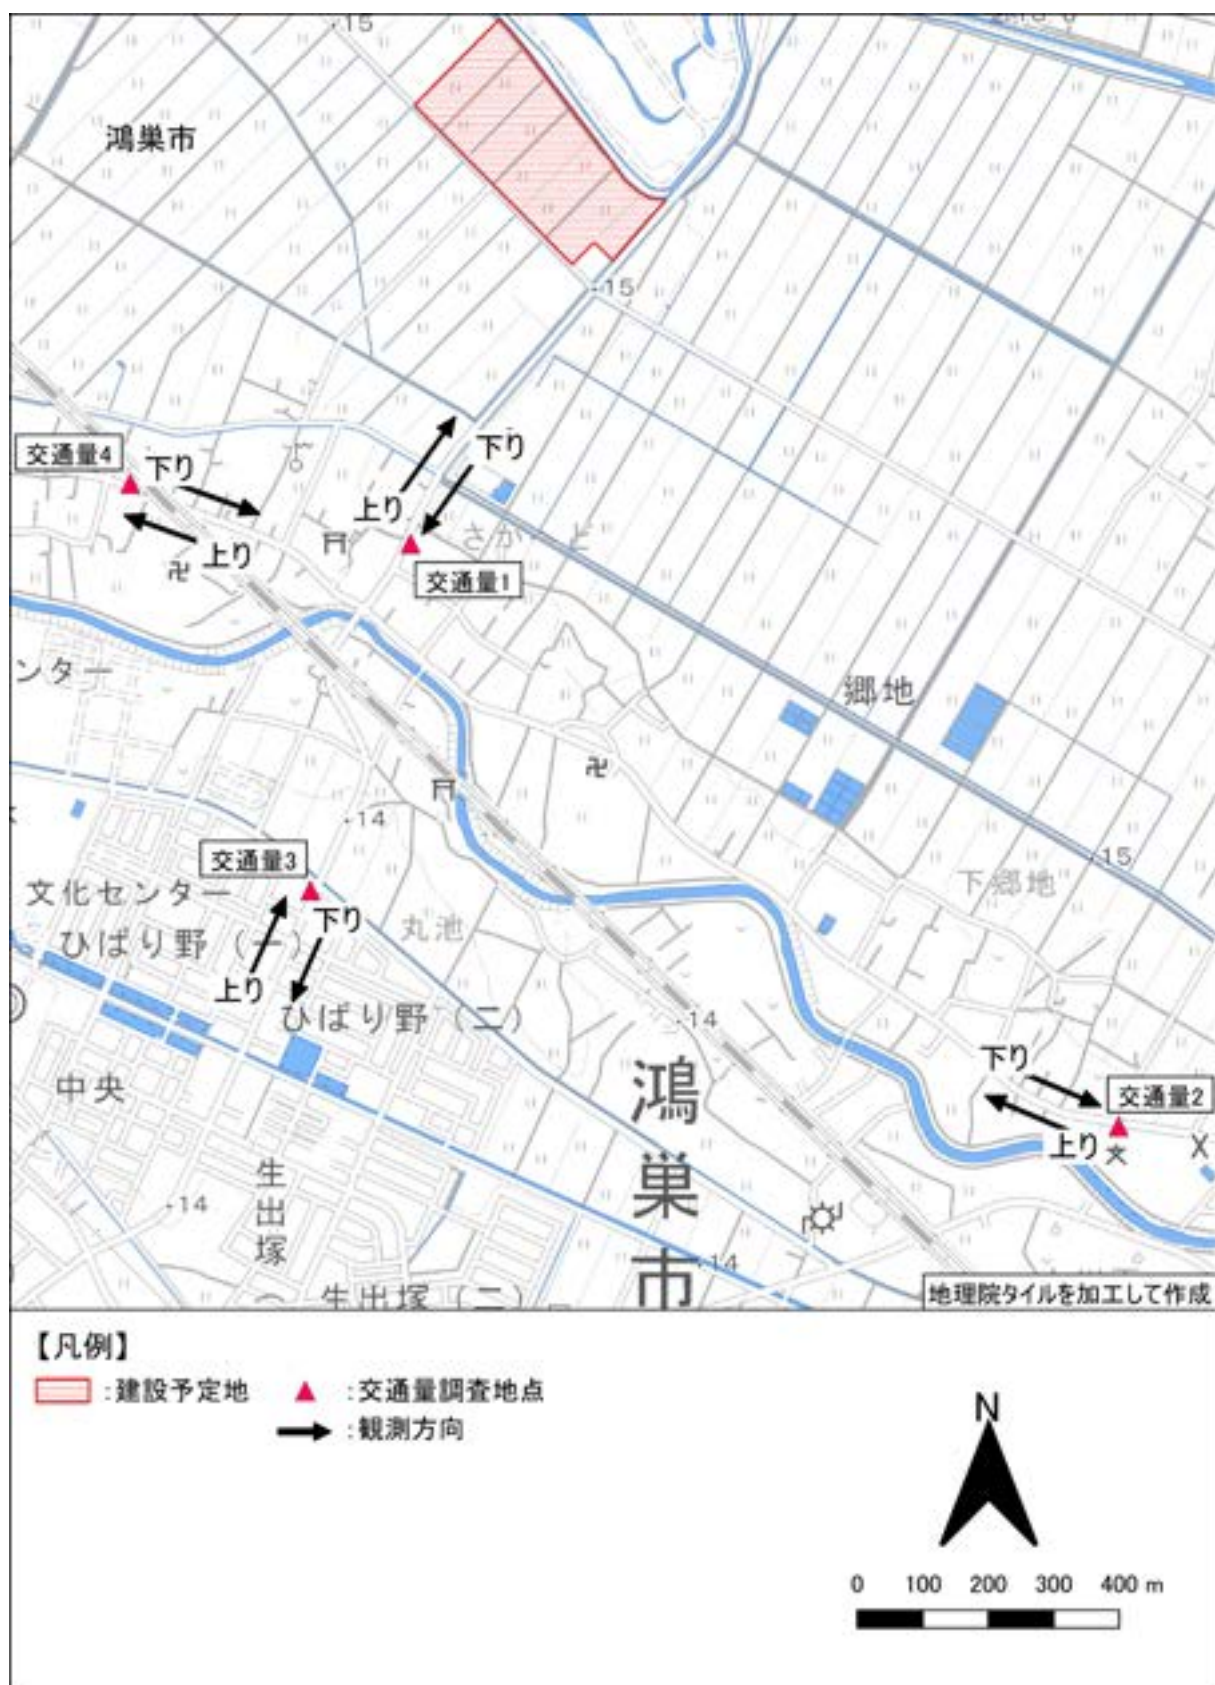 15
鴻巣市
15
交通量4
下り
上り
上り
下り
さかいど
交通量1
ンター
郷地
14
交通量3
文化センター
ひばり野(一)
下り
上り
丸池
ひばり野(二)
15
下郷地
14
中央
鴻巣市
下り
交通量2
上り
生出塚
14
14
生出塚(二)
地理院タイルを加工して作成
【凡例】
:建設予定地
:交通量調査地点
:観測方向
N
0 100 200 300 400 m